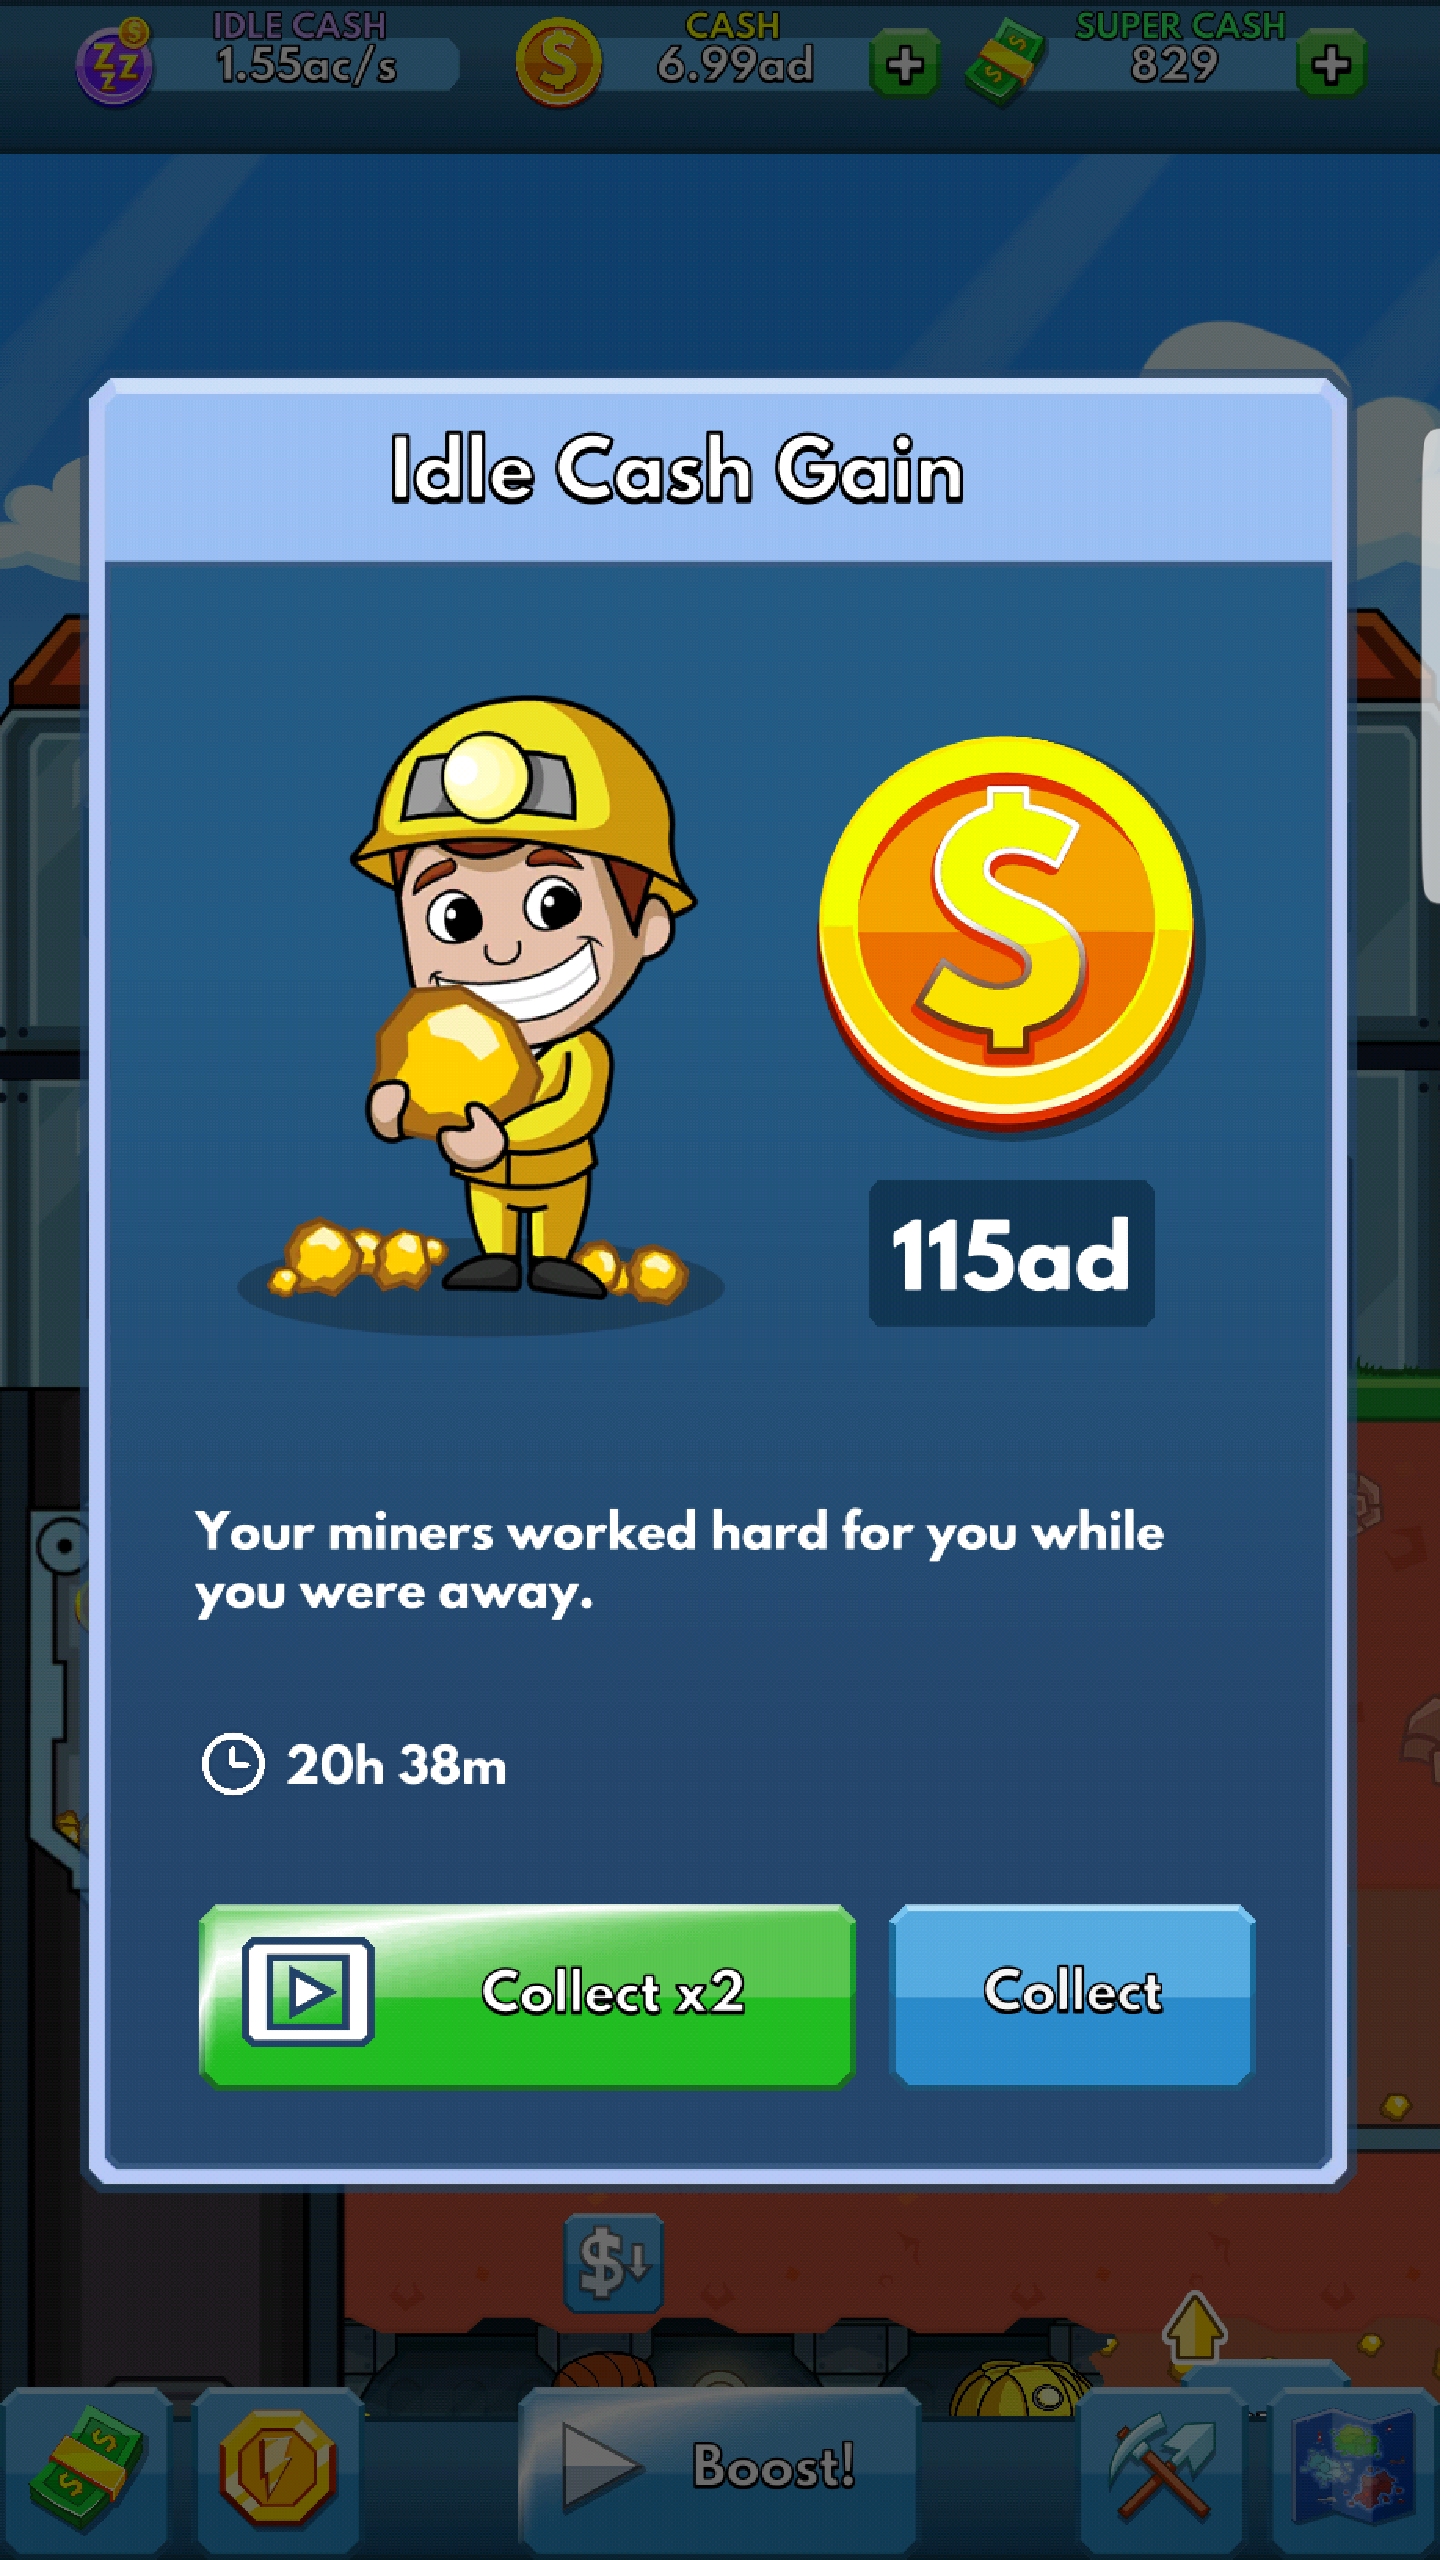 IDLE CASH
1.55ac/s
CASH
6.99ad
SUPER CASH
829
Idle Cash Gain
115ad
Your miners worked hard for you while
you were away.
20h 38m
Collect x2
Collect
Boost!